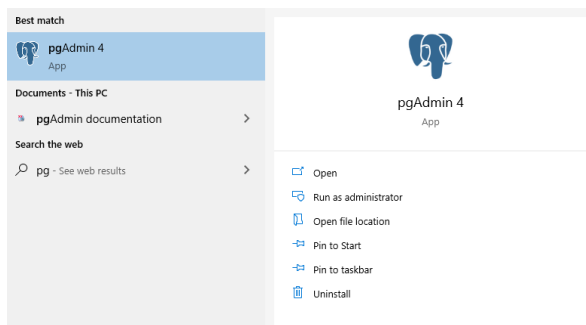 Best match
pgAdmin 4
App
Documents - This PC
pgAdmin documentation
Search the web
pg - See web results
pgAdmin 4
App
Open
Run as administrator
Open file location
Pin to Start
Pin to taskbar
Uninstall